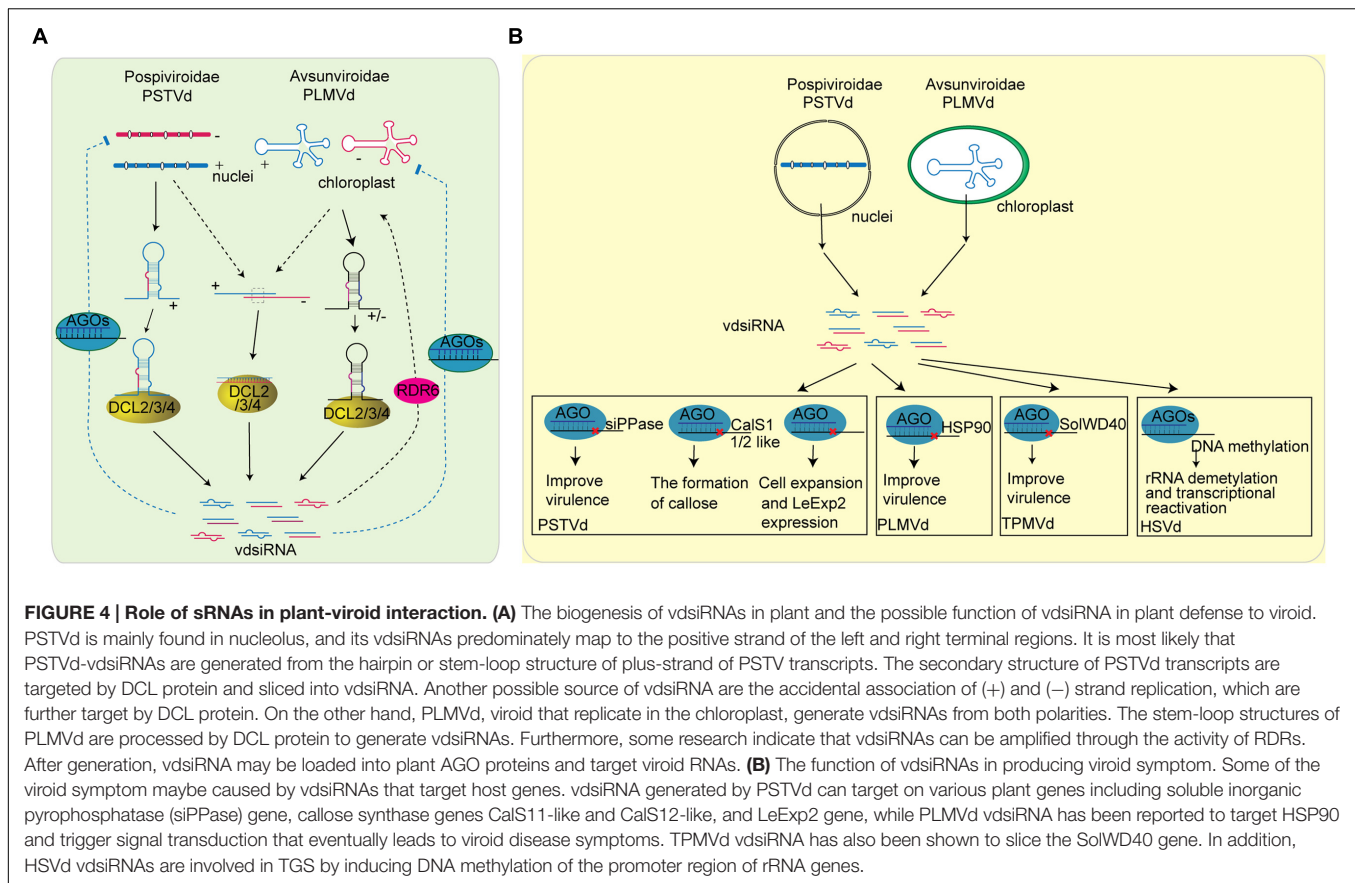 A
Pospiviroidae
PSTVd
Avsunviroidae
PLMVd
-
+
nuclei
+
-
chloroplast
+
+
-
+/-
AGOs
AGOs
DCL2/3/4
DCL2
/3/4
DCL2/3/4
RDR6
vdsiRNA
B
Pospiviroidae
PSTVd
Avsunviroidae
PLMVd
nuclei
chloroplast
vdsiRNA
AGO
siPPase
Improve
virulence
PSTVd
AGO
CalS1
1/2 like
The formation
of callose
AGO
Cell expansion
and LeExp2
expression
AGO
HSP90
Improve
virulence
PLMVd
AGO
SolWD40
Improve
virulence
TPMVd
AGOs
DNA methylation
rRNA demetylation
and transcriptional
reactivation
HSVd
FIGURE 4 | Role of sRNAs in plant-viroid interaction. (A) The biogenesis of vdsiRNAs in plant and the possible function of vdsiRNA in plant defense to viroid.
PSTVd is mainly found in nucleolus, and its vdsiRNAs predominately map to the positive strand of the left and right terminal regions. It is most likely that
PSTVd-vdsiRNAs are generated from the hairpin or stem-loop structure of plus-strand of PSTV transcripts. The secondary structure of PSTVd transcripts are
targeted by DCL protein and sliced into vdsiRNA. Another possible source of vdsiRNA are the accidental association of (+) and (−) strand replication, which are
further target by DCL protein. On the other hand, PLMVd, viroid that replicate in the chloroplast, generate vdsiRNAs from both polarities. The stem-loop structures of
PLMVd are processed by DCL protein to generate vdsiRNAs. Furthermore, some research indicate that vdsiRNAs can be amplified through the activity of RDRs.
After generation, vdsiRNA may be loaded into plant AGO proteins and target viroid RNAs. (B) The function of vdsiRNAs in producing viroid symptom. Some of the
viroid symptom maybe caused by vdsiRNAs that target host genes. vdsiRNA generated by PSTVd can target on various plant genes including soluble inorganic
pyrophosphatase (siPPase) gene, callose synthase genes CalS11-like and CalS12-like, and LeExp2 gene, while PLMVd vdsiRNA has been reported to target HSP90
and trigger signal transduction that eventually leads to viroid disease symptoms. TPMVd vdsiRNA has also been shown to slice the SolWD40 gene. In addition,
HSVd vdsiRNAs are involved in TGS by inducing DNA methylation of the promoter region of rRNA genes.